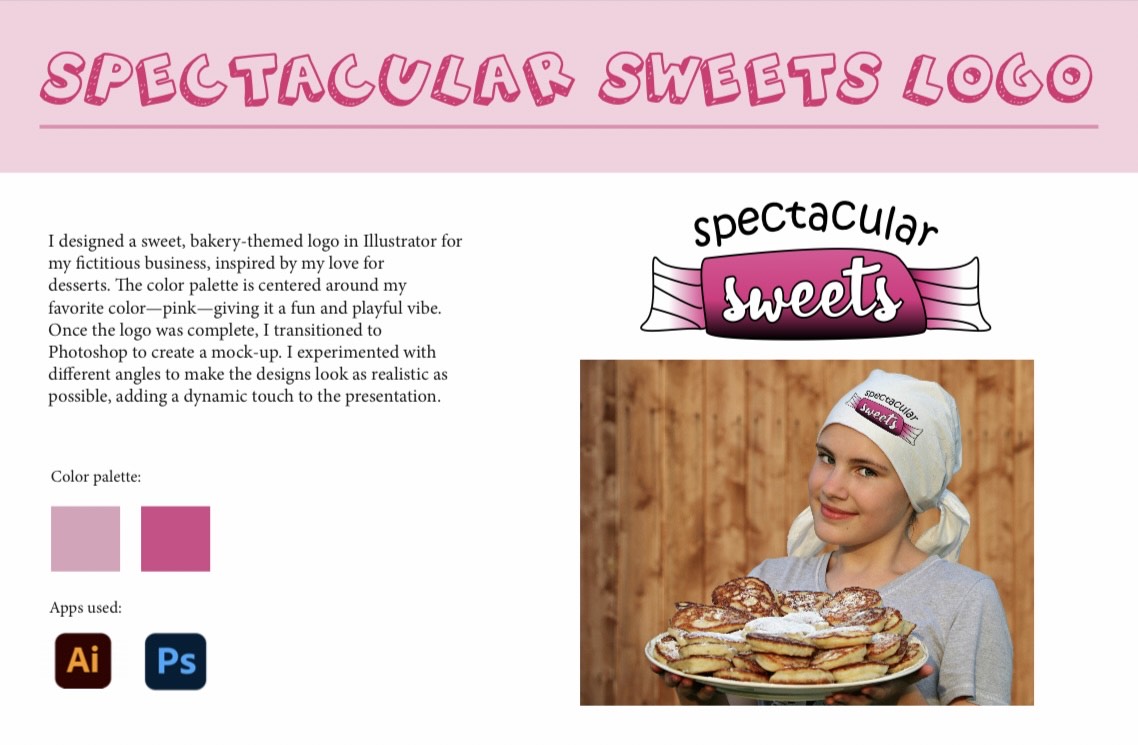 SPECTACULAR SWEETS LOGO
I designed a sweet, bakery-themed logo in Illustrator for
my fictitious business, inspired by my love for
desserts. The color palette is centered around my
favorite color—pink—giving it a fun and playful vibe.
Once the logo was complete, I transitioned to
Photoshop to create a mock-up. I experimented with
different angles to make the designs look as realistic as
possible, adding a dynamic touch to the presentation.
Color palette:
Apps used:
Ai Ps
spectacular
sweets
spectacular
sweets